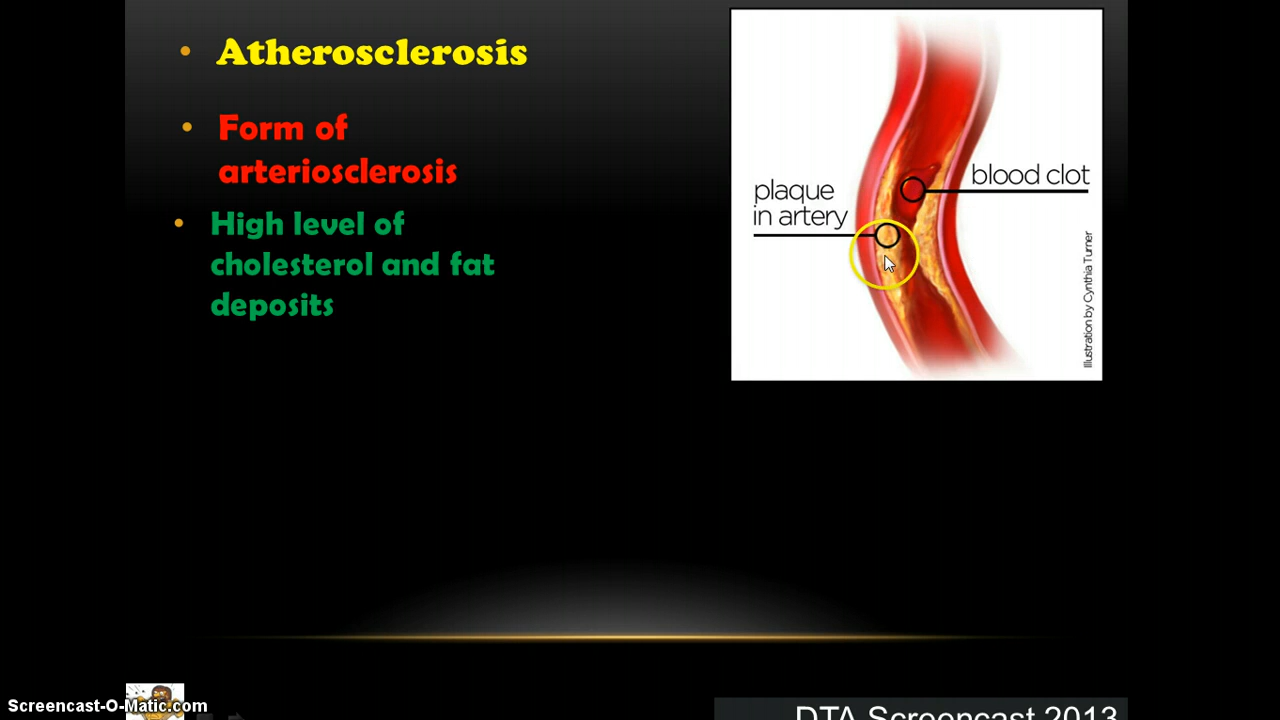 Atherosclerosis
Form of
arteriosclerosis
High level of
cholesterol and fat
deposits
plaque
in artery
blood clot
Illustration by Cynthia Turner
Screencast-O-Matic.com
DTA Screencast 2013